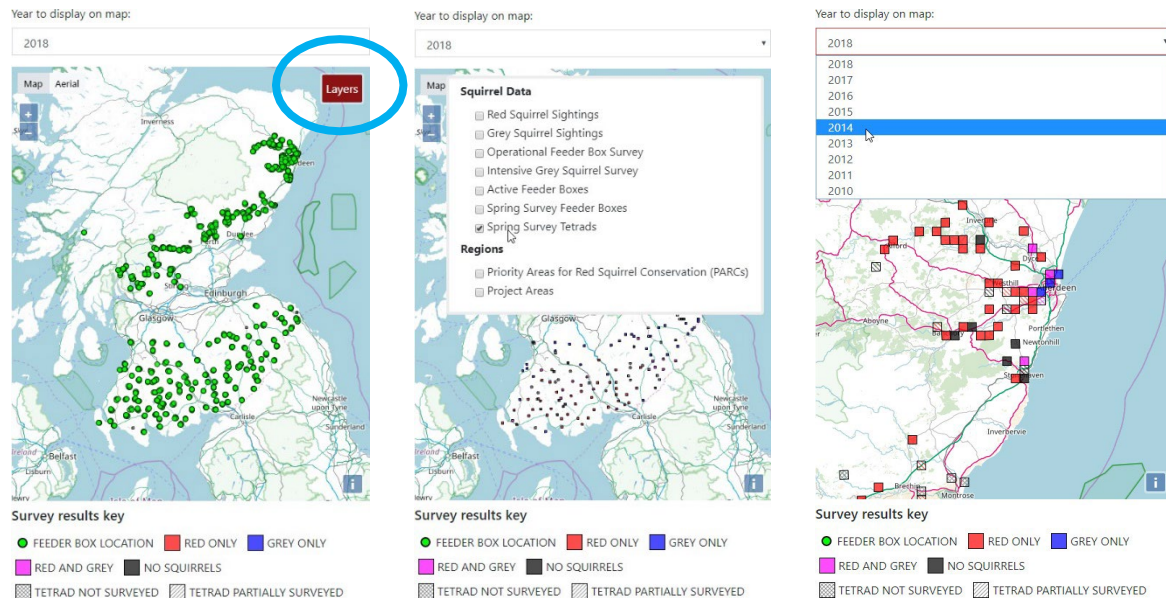 Year to display on map:
2018
Map Aerial
Layers
+
Inverness
Dundee
Edinburgh
Glasgow
Newcastle
upon Tyne
Carlisle
Sunderland
Belfast
Lisburn
i
Survey results key
FEEDER BOX LOCATION RED ONLY GREY ONLY
RED AND GREY NO SQUIRRELS
TETRAD NOT SURVEYED TETRAD PARTIALLY SURVEYED
Year to display on map:
2018
Map
Squirrel Data
Red Squirrel Sightings
Grey Squirrel Sightings
Operational Feeder Box Survey
Intensive Grey Squirrel Survey
Active Feeder Boxes
Spring Survey Feeder Boxes
Spring Survey Tetrads
Regions
Priority Areas for Red Squirrel Conservation (PARCs)
Project Areas
Glasgow
Newcastle
upon Tyne
Carlisle
Sunderland
Belfast
Lisburn
i
Survey results key
FEEDER BOX LOCATION RED ONLY GREY ONLY
RED AND GREY NO SQUIRRELS
TETRAD NOT SURVEYED TETRAD PARTIALLY SURVEYED
Year to display on map:
2018
2018
2017
2016
2015
2014
2013
2012
2011
2010
Dyce
Aboyne
Portlethen
Newtonhill
Inverbervie
Brechin
Montrose
i
Survey results key
FEEDER BOX LOCATION RED ONLY GREY ONLY
RED AND GREY NO SQUIRRELS
TETRAD NOT SURVEYED TETRAD PARTIALLY SURVEYED